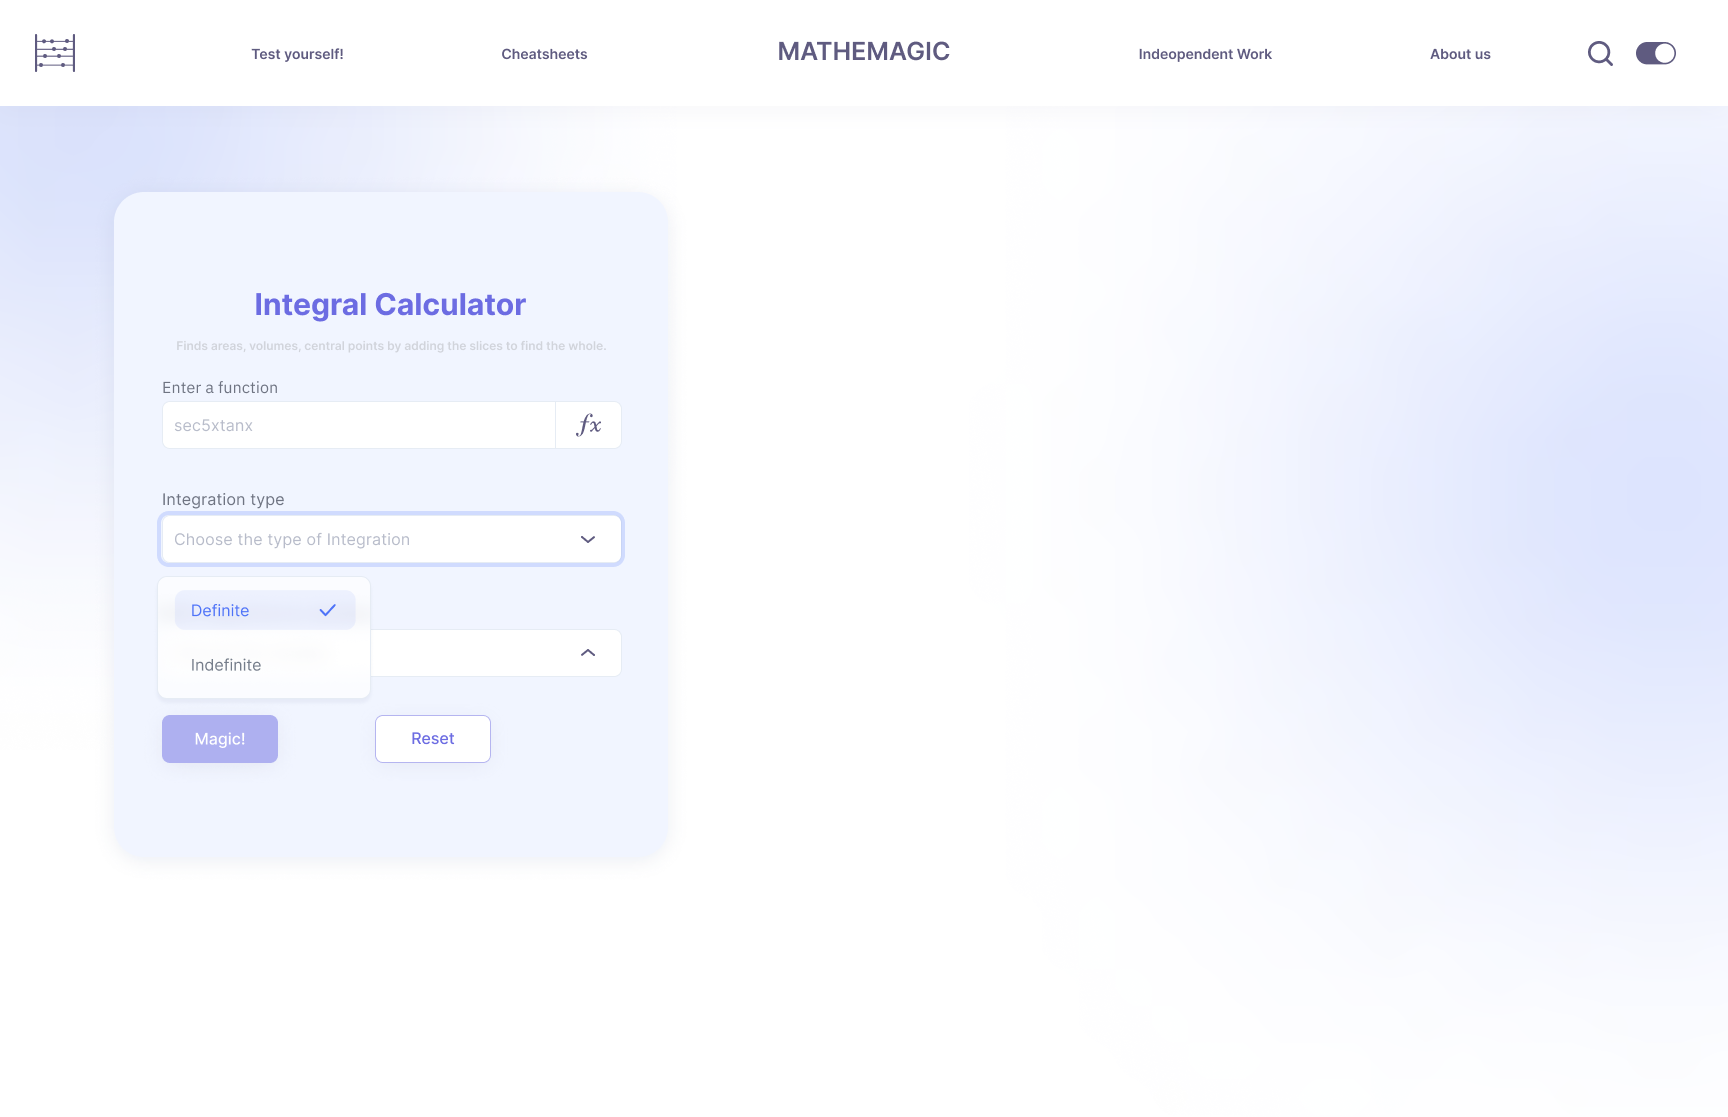 Test yourself!
Cheatsheets
MATHEMAGIC
Indeopendent Work
About us
Integral Calculator
Finds areas, volumes, central points by adding the slices to find the whole.
Enter a function
sec5xtanx
fx
Integration type
Choose the type of Integration
Definite
Indefinite
Magic!
Reset